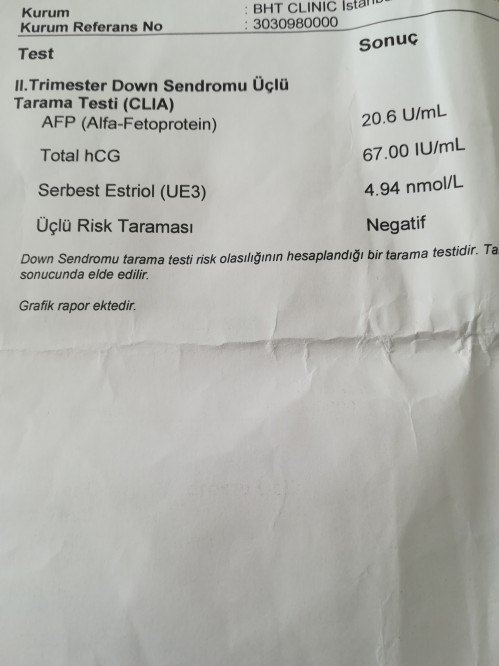 Kurum : BHT CLINIC İstanb
Kurum Referans No : 3030980000
Test Sonuç
II.Trimester Down Sendromu Üçlü
Tarama Testi (CLIA)
AFP (Alfa-Fetoprotein) 20.6 U/mL
Total hCG 67.00 IU/mL
Serbest Estriol (UE3) 4.94 nmol/L
Üçlü Risk Taraması Negatif
Down Sendromu tarama testi risk olasılığının hesaplandığı bir tarama testidir. Ta
sonucunda elde edilir.
Grafik rapor ektedir.